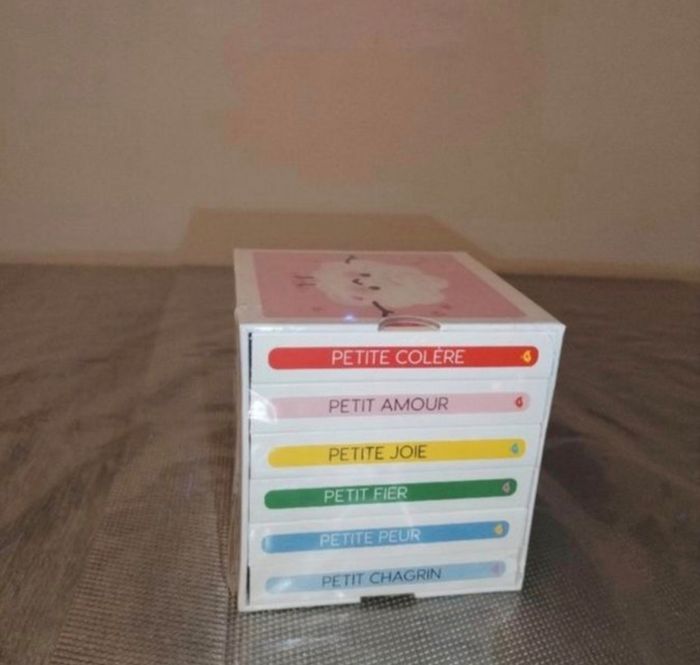 PETITE COLÈRE
PETIT AMOUR
PETITE JOIE
PETIT FIER
PETITE PEUR
PETIT CHAGRIN